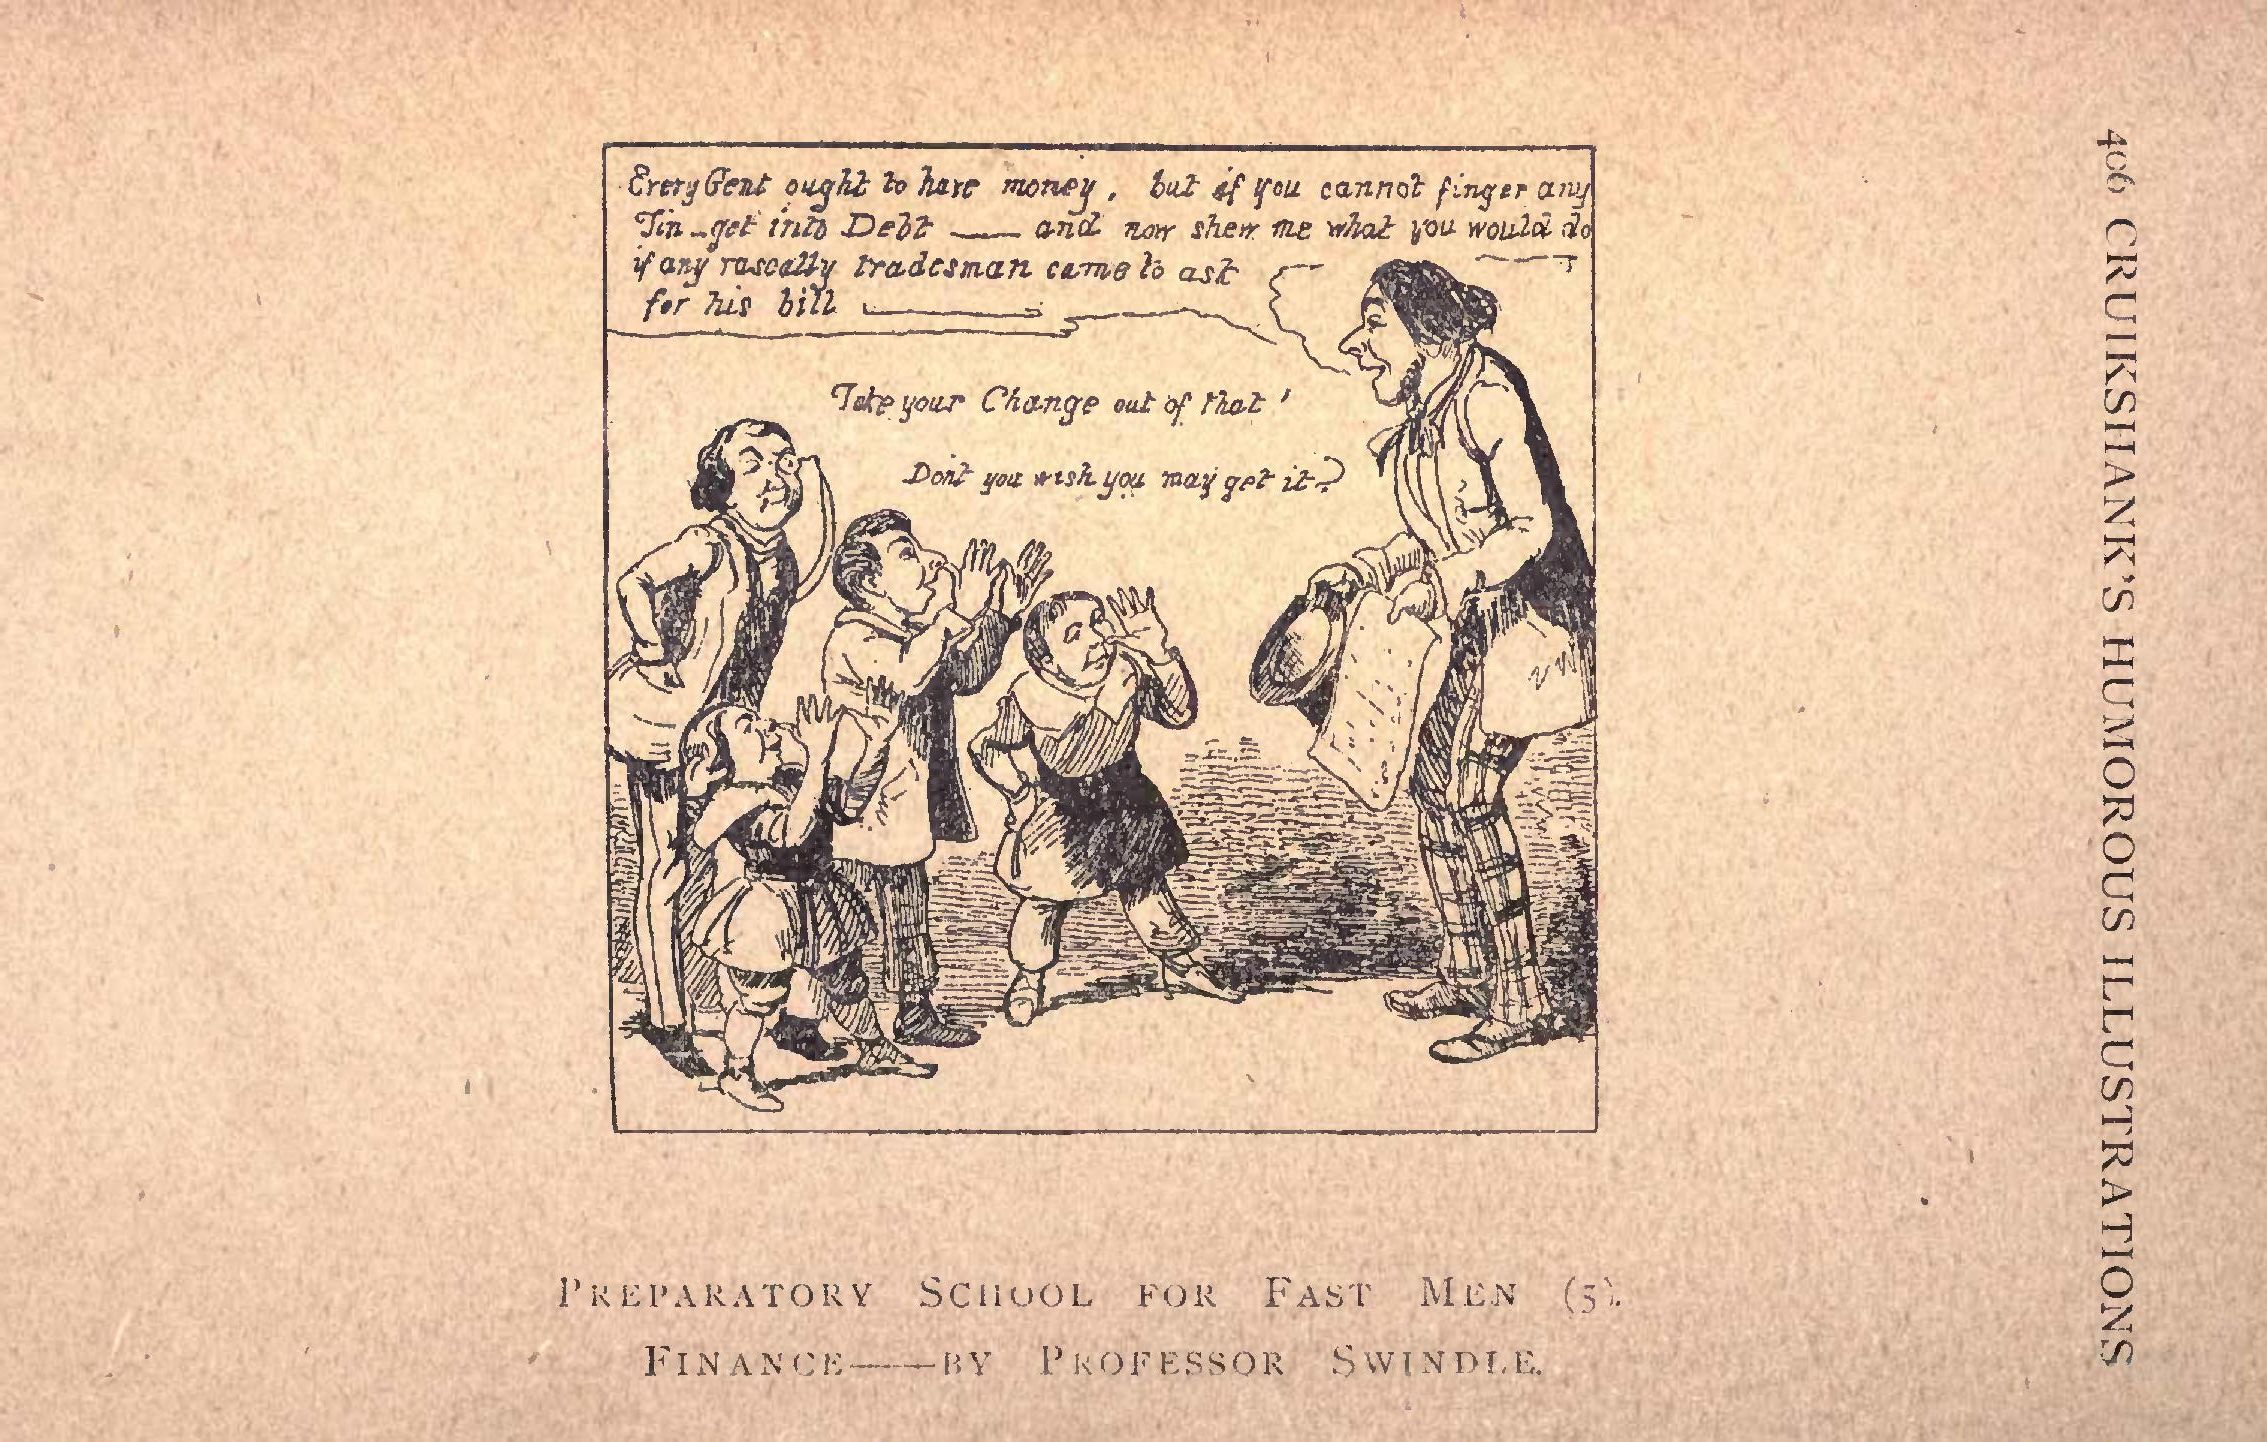 Every Gent ought to have money, but if you cannot finger any
Tin - get into Debt —— and now shew me what you would do
if any rascally tradesman came to ask
for his bill ——
Take your Change out of that!
Don't you wish you may get it?
PREPARATORY SCHOOL FOR FAST MEN (5).
FINANCE——BY PROFESSOR SWINDLE.
406 CRUIKSHANK'S HUMOROUS ILLUSTRATIONS